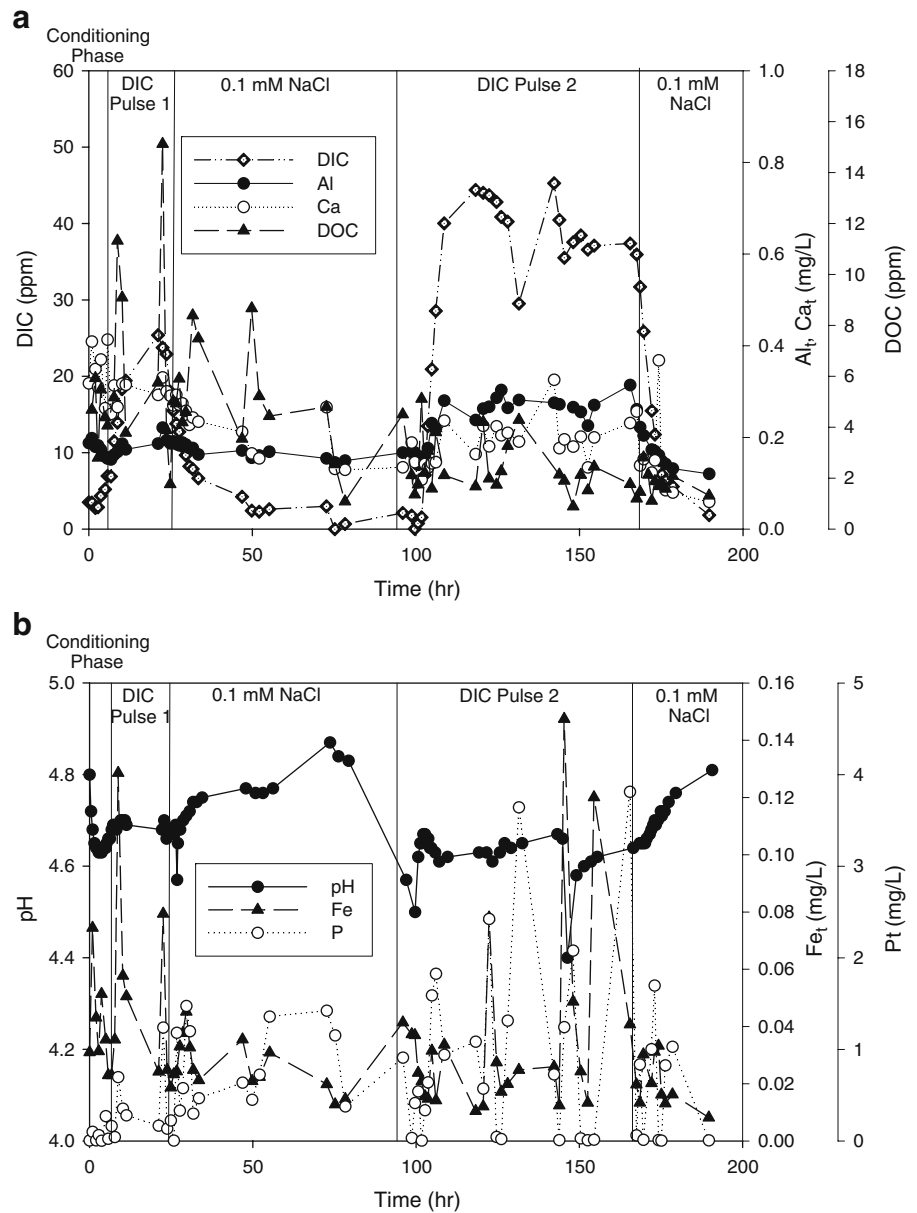 a
Conditioning
Phase
DIC
Pulse 1
0.1 mM NaCl
DIC Pulse 2
0.1 mM
NaCl
60
50
40
30
20
10
0
DIC (ppm)
DIC
Al
Ca
DOC
1.0
0.8
0.6
0.4
0.2
0.0
Alt, Cat (mg/L)
18
16
14
12
10
8
6
4
2
0
DOC (ppm)
0 50 100 150 200
Time (hr)
b
Conditioning
Phase
DIC
Pulse 1
0.1 mM NaCl
DIC Pulse 2
0.1 mM
NaCl
5.0
4.8
4.6
4.4
4.2
4.0
pH
pH
Fe
P
0.16
0.14
0.12
0.10
0.08
0.06
0.04
0.02
0.00
Fet (mg/L)
5
4
3
2
1
0
Pt (mg/L)
0 50 100 150 200
Time (hr)